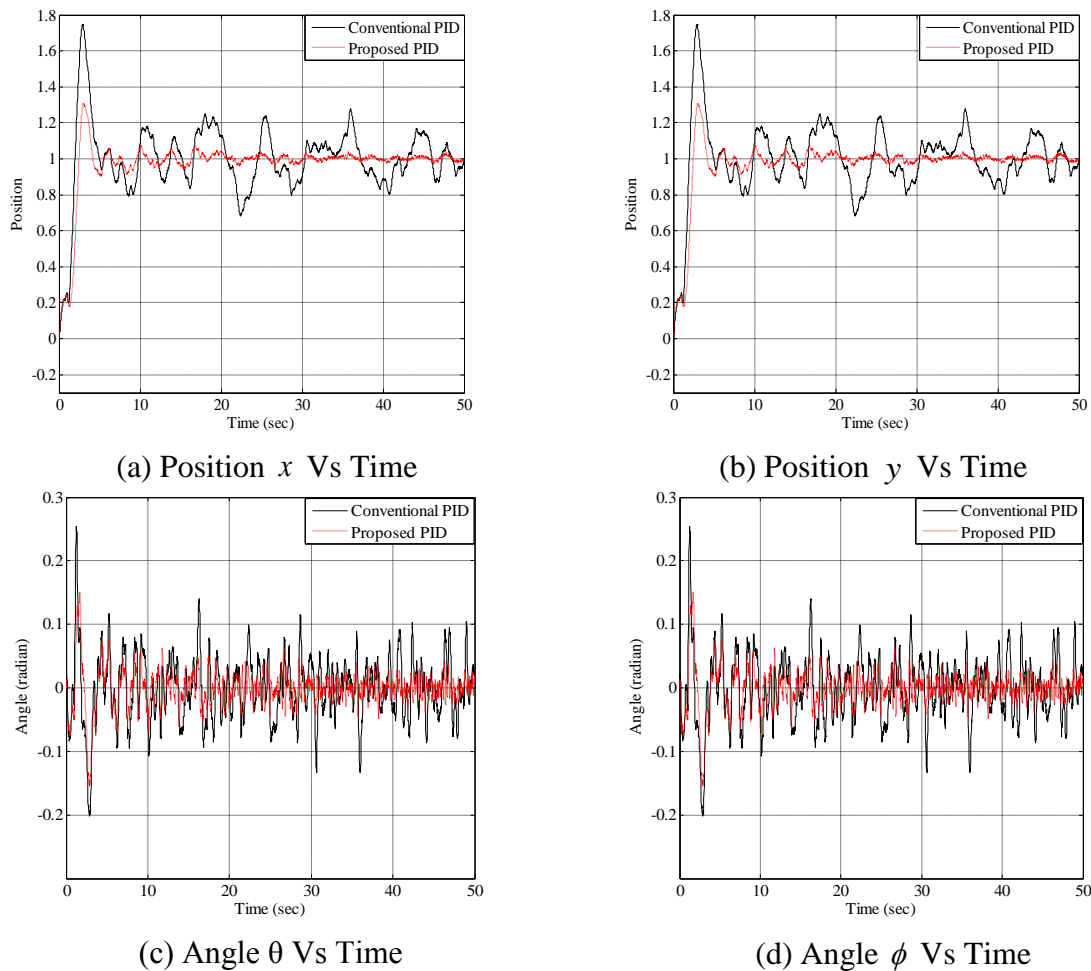 1.8
1.6
1.4
1.2
1
0.8
0.6
0.4
0.2
0
-0.2
Position
Conventional PID
Proposed PID
0 10 20 30 40 50
Time (sec)
(a) Position x Vs Time
1.8
1.6
1.4
1.2
1
0.8
0.6
0.4
0.2
0
-0.2
Position
Conventional PID
Proposed PID
0 10 20 30 40 50
Time (sec)
(b) Position y Vs Time
0.3
0.2
0.1
0
-0.1
-0.2
Angle (radian)
Conventional PID
Proposed PID
0 10 20 30 40 50
Time (sec)
(c) Angle θ Vs Time
0.3
0.2
0.1
0
-0.1
-0.2
Angle (radian)
Conventional PID
Proposed PID
0 10 20 30 40 50
Time (sec)
(d) Angle ϕ Vs Time